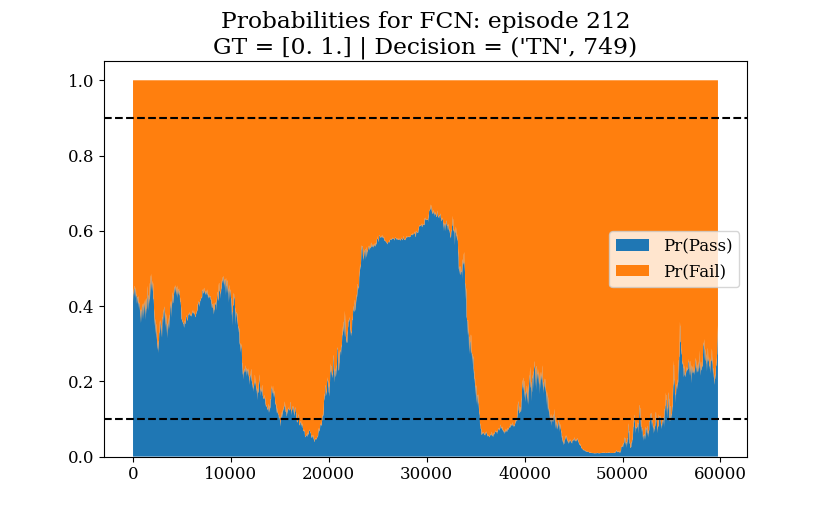 Probabilities for FCN: episode 212
GT = [0. 1.] | Decision = ('TN', 749)
1.0
0.8
0.6
0.4
0.2
0.0
Pr(Pass)
Pr(Fail)
0 10000 20000 30000 40000 50000 60000